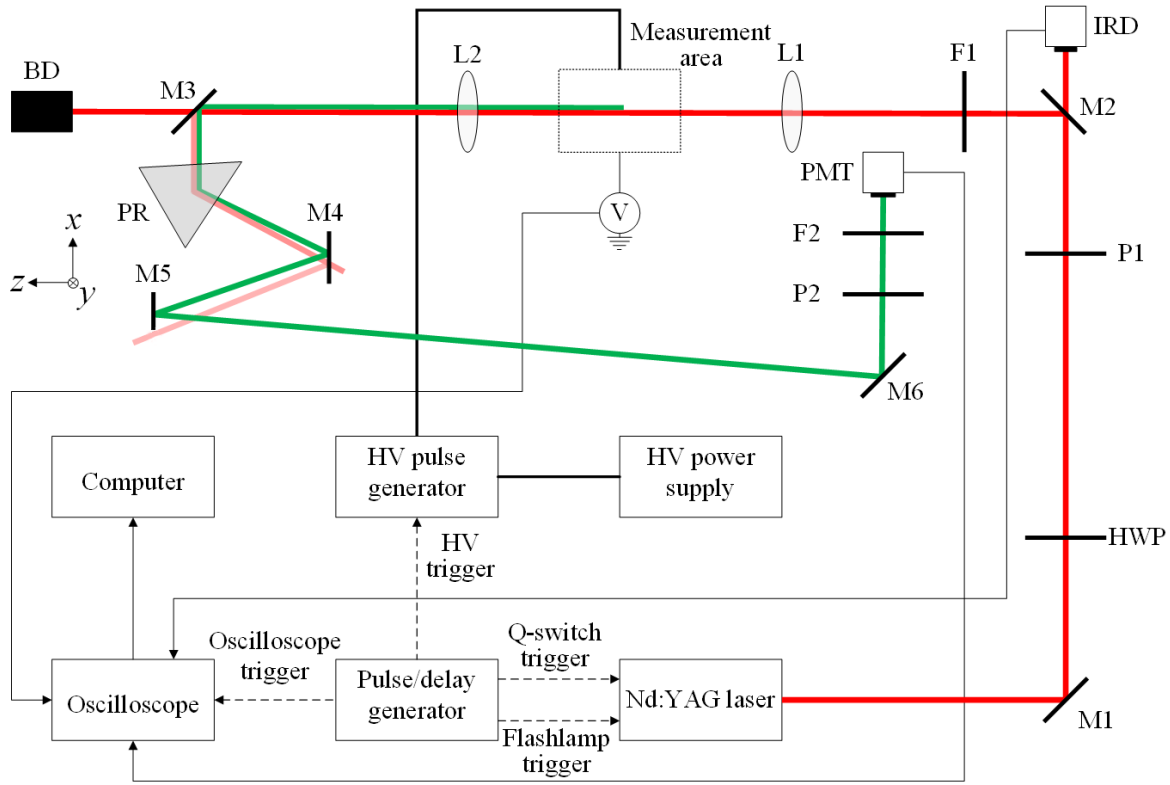 IRD
Measurement
area
L2
L1
F1
BD
M3
M2
PMT
PR
M4
V
F2
x
P1
M5
z
y
P2
M6
HV pulse
generator
HV power
supply
Computer
HV
trigger
HWP
Oscilloscope
trigger
Q-switch
trigger
Oscilloscope
Pulse/delay
generator
Nd:YAG laser
M1
Flashlamp
trigger